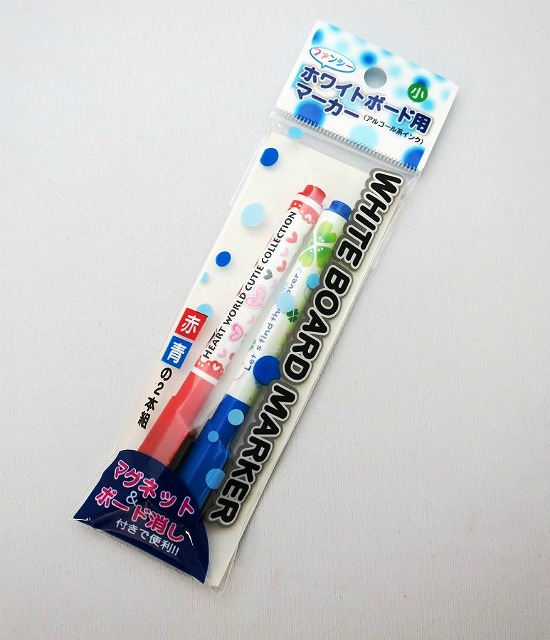 ファンシー
小
ホワイトボード用
マーカー
(アルコール系インク)
WHITE BOARD MARKER
HEART WORLD CUTIE COLLECTION
Let's find the
over♪
赤
青
の2本組
マグネット
&
ボード消し
付きで便利!!